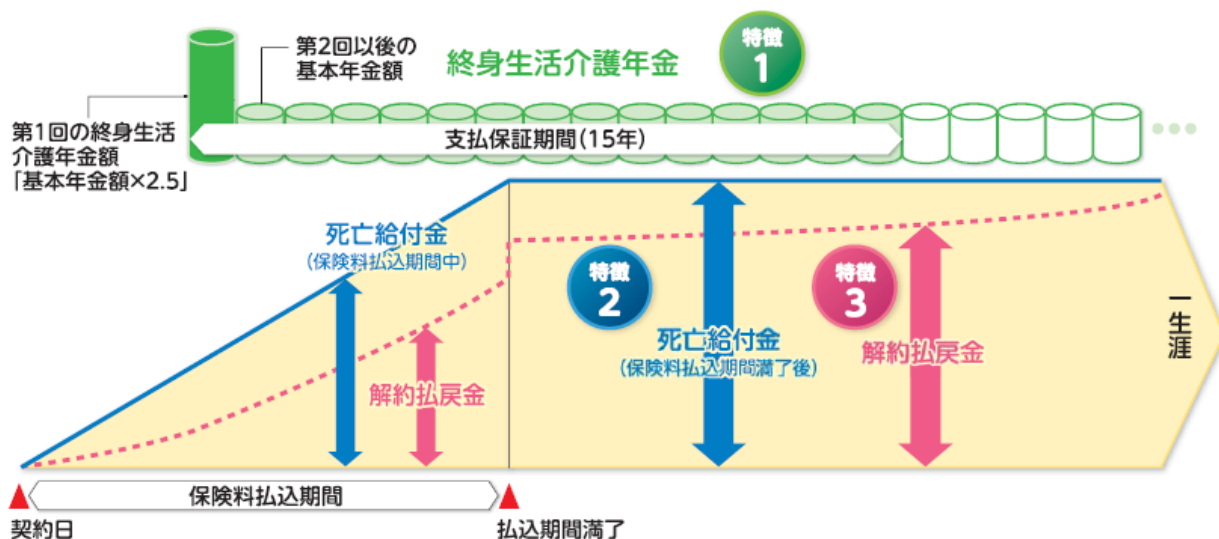 第2回以後の
基本年金額
終身生活介護年金
特徴
1
第1回の終身生活
介護年金額
「基本年金額×2.5」
支払保証期間(15年)
死亡給付金
(保険料払込期間中)
特徴
2
特徴
3
死亡給付金
(保険料払込期間満了後)
解約払戻金
解約払戻金
一生涯
保険料払込期間
契約日
払込期間満了